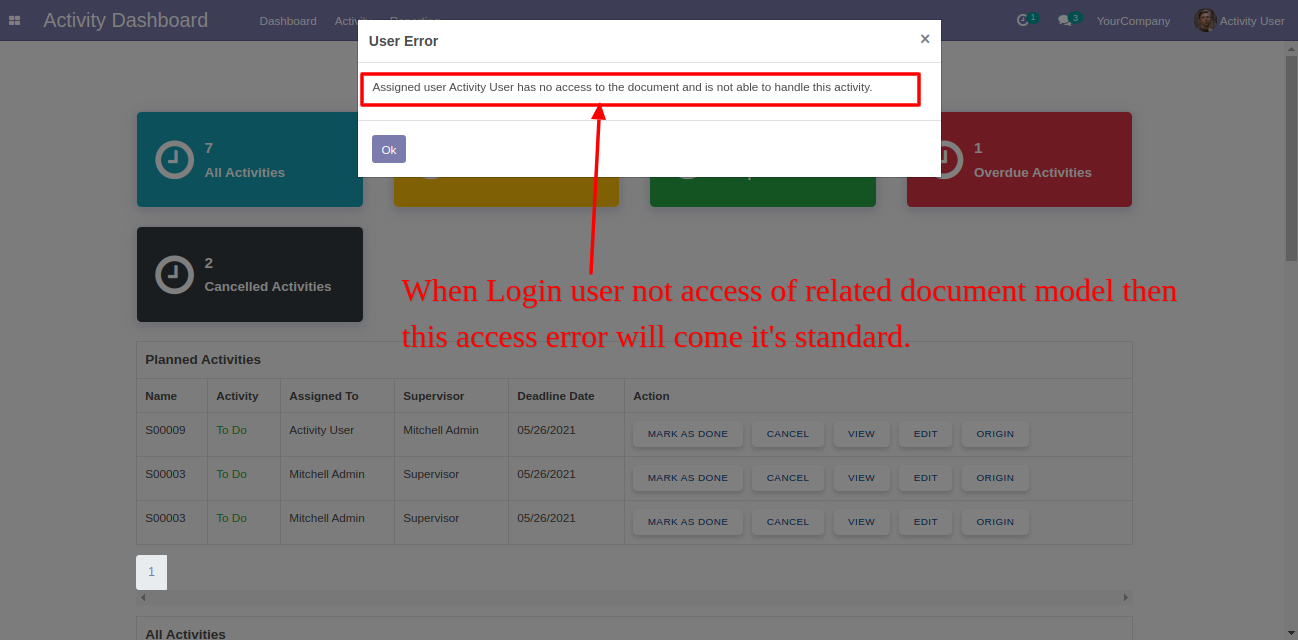 Activity Dashboard
Dashboard
1
3
YourCompany
Activity User
User Error
×
Assigned user Activity User has no access to the document and is not able to handle this activity.
Ok
7
All Activities
1
Overdue Activities
2
Cancelled Activities
When Login user not access of related document model then
this access error will come it's standard.
Planned Activities
Name Activity Assigned To Supervisor Deadline Date Action
S00009 To Do Activity User Mitchell Admin 05/26/2021 MARK AS DONE CANCEL VIEW EDIT ORIGIN
S00003 To Do Mitchell Admin Supervisor 05/26/2021 MARK AS DONE CANCEL VIEW EDIT ORIGIN
S00003 To Do Mitchell Admin Supervisor 05/26/2021 MARK AS DONE CANCEL VIEW EDIT ORIGIN
1
All Activities